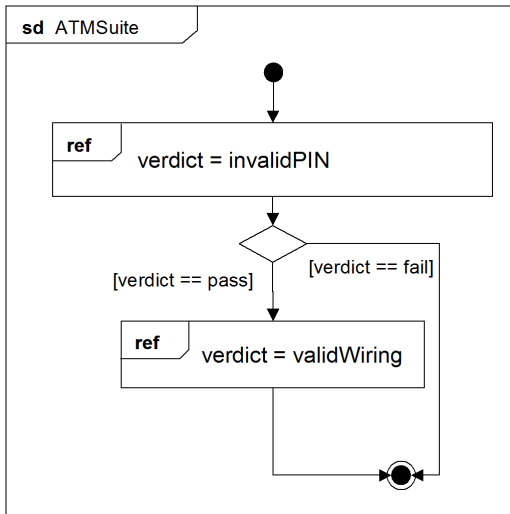 sd ATMSuite
ref
verdict = invalidPIN
[verdict == pass]
[verdict == fail]
ref
verdict = validWiring